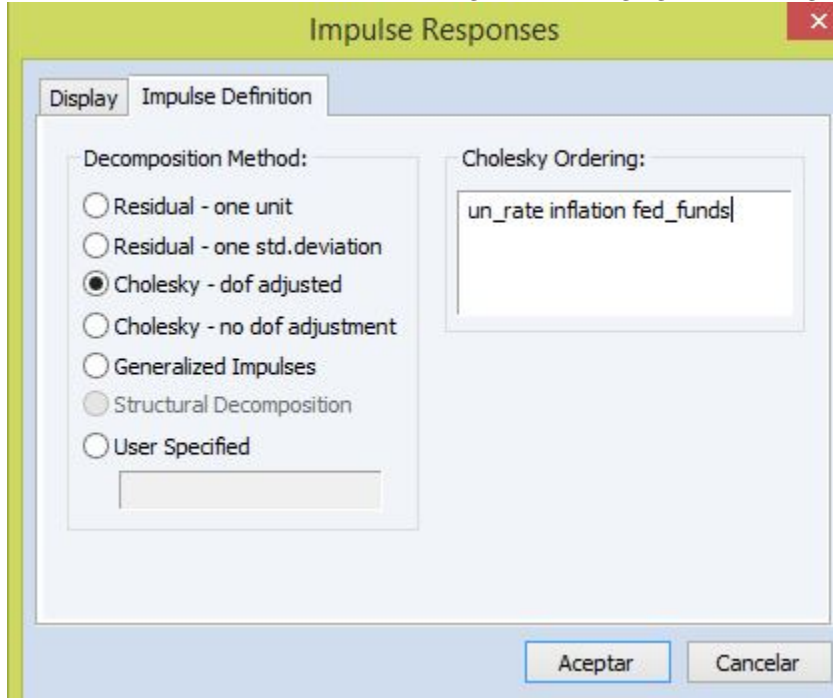 Impulse Responses
Display
Impulse Definition
Decomposition Method:
Residual - one unit
Residual - one std.deviation
Cholesky - dof adjusted
Cholesky - no dof adjustment
Generalized Impulses
Structural Decomposition
User Specified
Cholesky Ordering:
un_rate inflation fed_funds
Aceptar
Cancelar